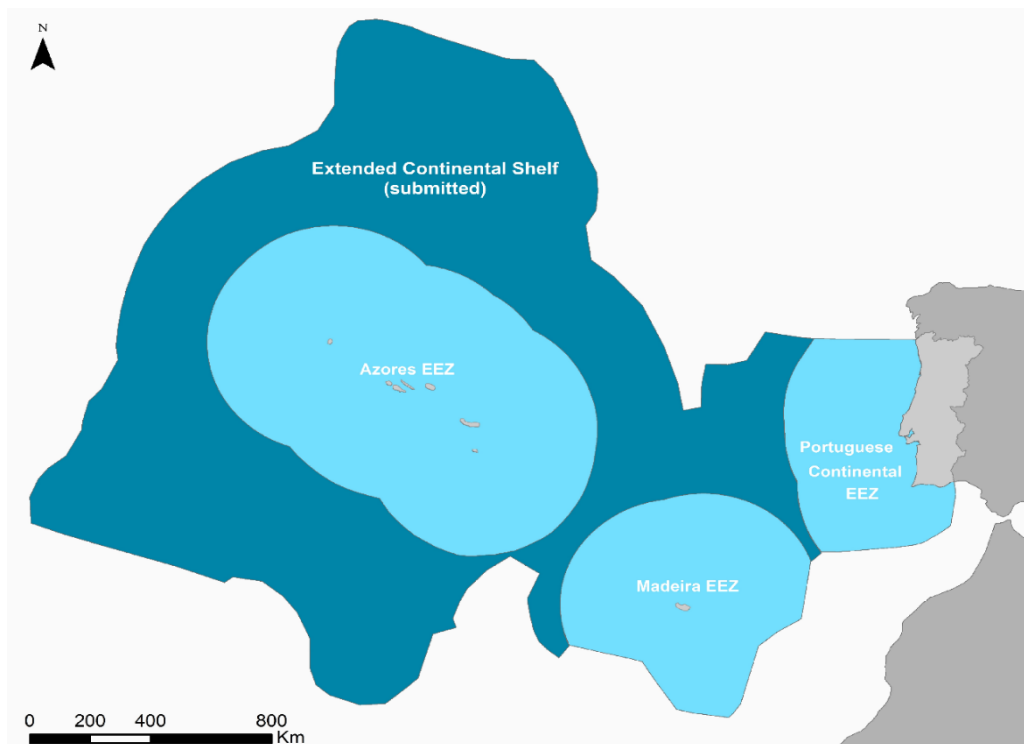 N
Extended Continental Shelf
(submitted)
Azores EEZ
Portuguese
Continental
EEZ
Madeira EEZ
0 200 400 800
Km